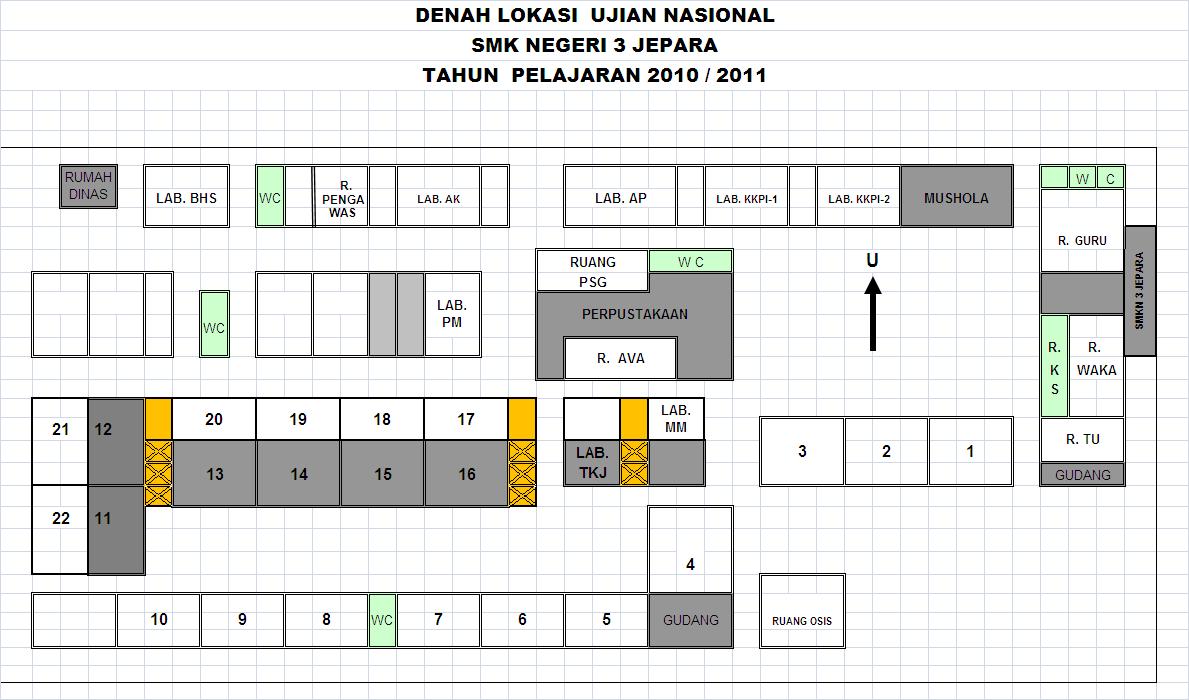 DENAH LOKASI UJIAN NASIONAL
SMK NEGERI 3 JEPARA
TAHUN PELAJARAN 2010 / 2011
RUMAH
DINAS
LAB. BHS
WC
R.
PENGA
WAS
LAB. AK
LAB. AP
LAB. KKPI-1
LAB. KKPI-2
MUSHOLA
W C
R. GURU
SMKN 3 JEPARA
RUANG
PSG
W C
PERPUSTAKAAN
R. AVA
U
WC
LAB.
PM
R.
K
S
R.
WAKA
R. TU
GUDANG
21
12
20
19
18
17
13
14
15
16
22
11
LAB.
MM
LAB.
TKJ
3
2
1
4
10
9
8
WC
7
6
5
GUDANG
RUANG OSIS